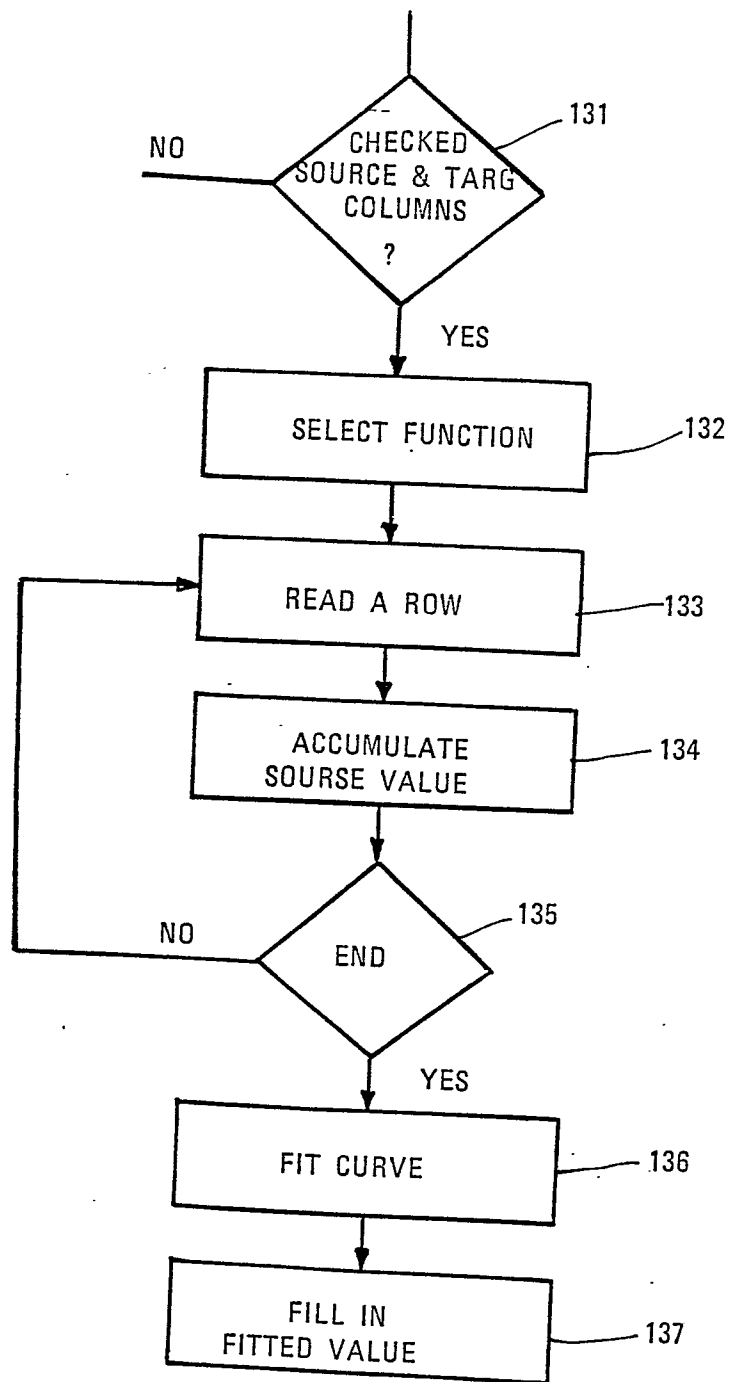 131
CHECKED
NO
SOURCE & TARG
COLUMNS
?
YES
SELECT FUNCTION
132
READ A ROW
133
ACCUMULATE
SOURSE VALUE
134
135
END
NO
YES
FIT CURVE
136
FILL IN
FITTED VALUE
137